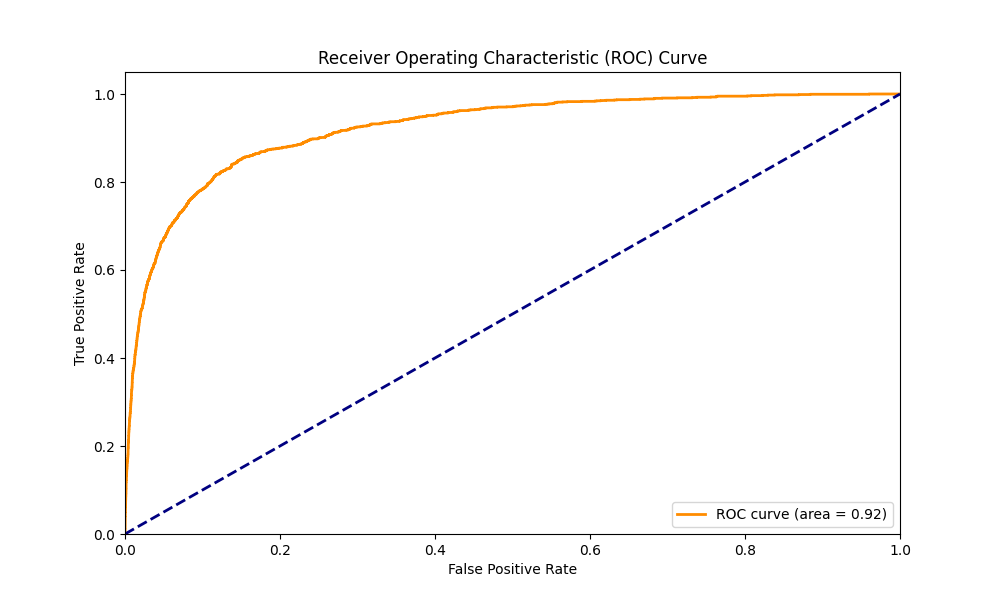 Receiver Operating Characteristic (ROC) Curve
True Positive Rate
1.0
0.8
0.6
0.4
0.2
0.0
ROC curve (area = 0.92)
0.0 0.2 0.4 0.6 0.8 1.0
False Positive Rate